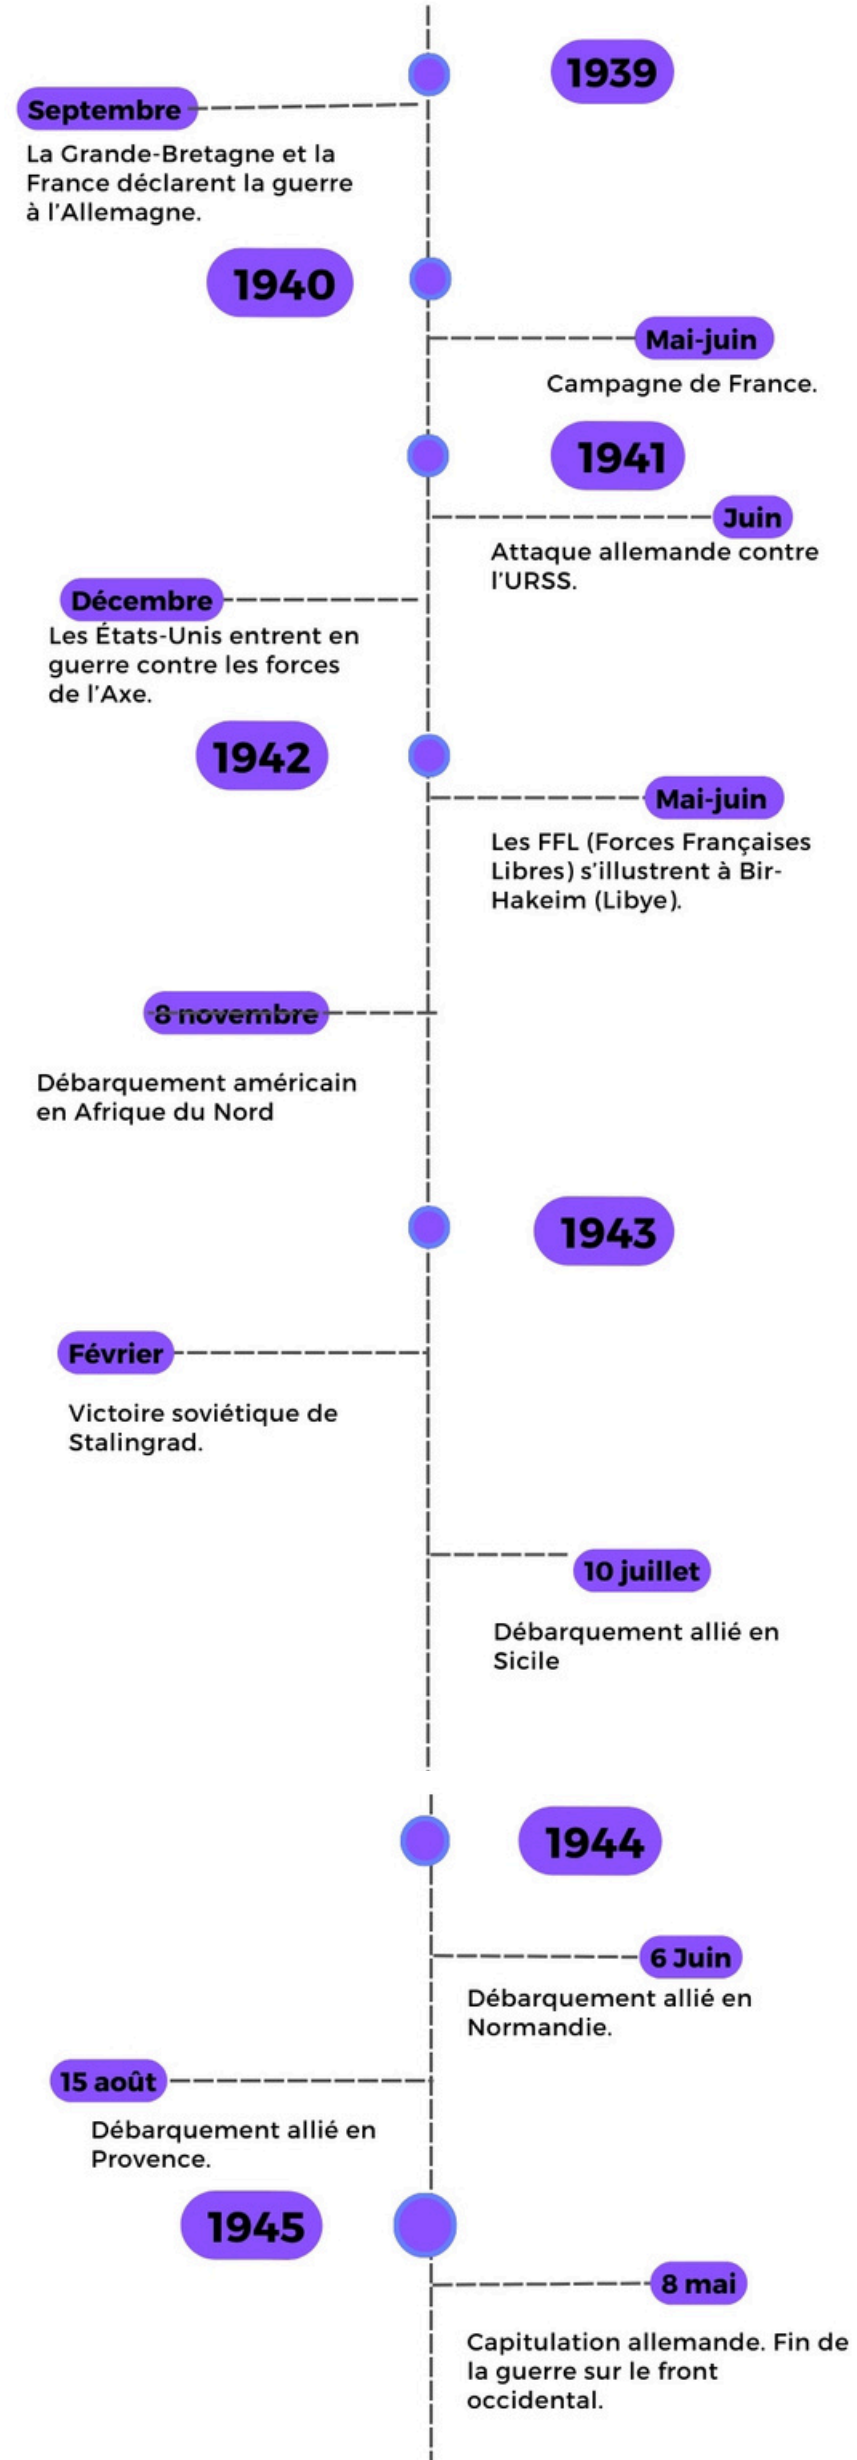 1939
Septembre
La Grande-Bretagne et la
France déclarent la guerre
à l'Allemagne.
1940
Mai-juin
Campagne de France.
1941
Juin
Attaque allemande contre
l'URSS.
Décembre
Les États-Unis entrent en
guerre contre les forces
de l'Axe.
1942
Mai-juin
Les FFL (Forces Françaises
Libres) s'illustrent à Bir-
Hakeim (Libye).
8 novembre
Débarquement américain
en Afrique du Nord
1943
Février
Victoire soviétique de
Stalingrad.
10 juillet
Débarquement allié en
Sicile
1944
6 Juin
Débarquement allié en
Normandie.
15 août
Débarquement allié en
Provence.
1945
8 mai
Capitulation allemande. Fin de
la guerre sur le front
occidental.